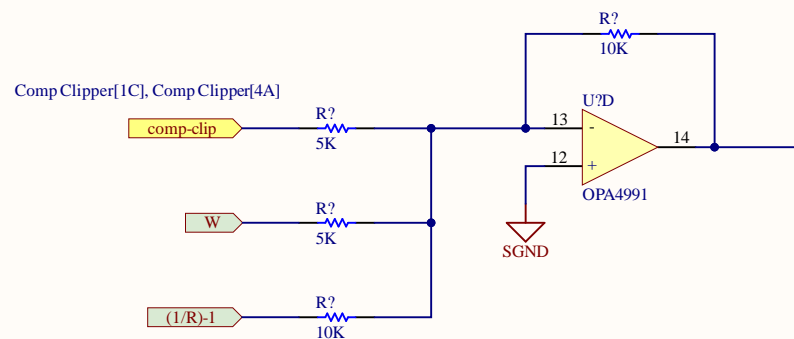 R?
10K
Comp Clipper[1C], Comp Clipper[4A]
U?D
R?
comp-clip
5K
13
-
14
12
+
OPA4991
R?
W
5K
SGND
R?
(1/R)-1
10K